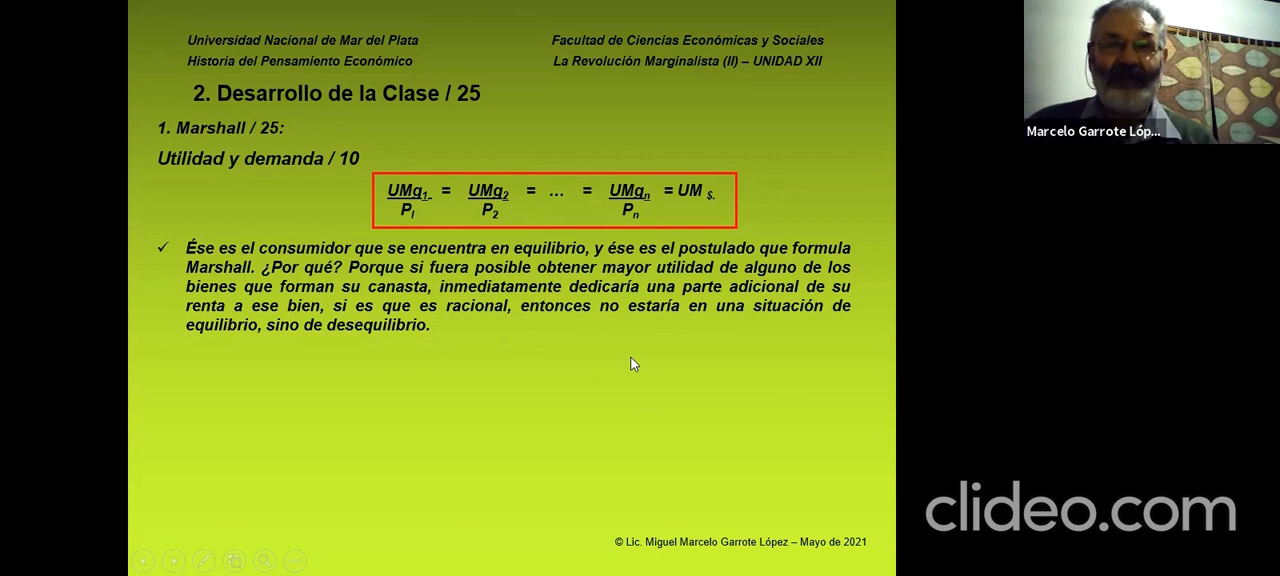 Universidad Nacional de Mar del Plata
Facultad de Ciencias Económicas y Sociales
Historia del Pensamiento Económico
La Revolución Marginalista (II) – UNIDAD XII
2. Desarrollo de la Clase / 25
1. Marshall / 25:
Utilidad y demanda / 10
UMg1 = UMg2 = ... = UMgn = UM $.
Pl P2 Pn
✓ Ése es el consumidor que se encuentra en equilibrio, y ése es el postulado que formula
Marshall. ¿Por qué? Porque si fuera posible obtener mayor utilidad de alguno de los
bienes que forman su canasta, inmediatamente dedicaría una parte adicional de su
renta a ese bien, si es que es racional, entonces no estaría en una situación de
equilibrio, sino de desequilibrio.
© Lic. Miguel Marcelo Garrote López – Mayo de 2021
Marcelo Garrote Lóp...
clideo.com